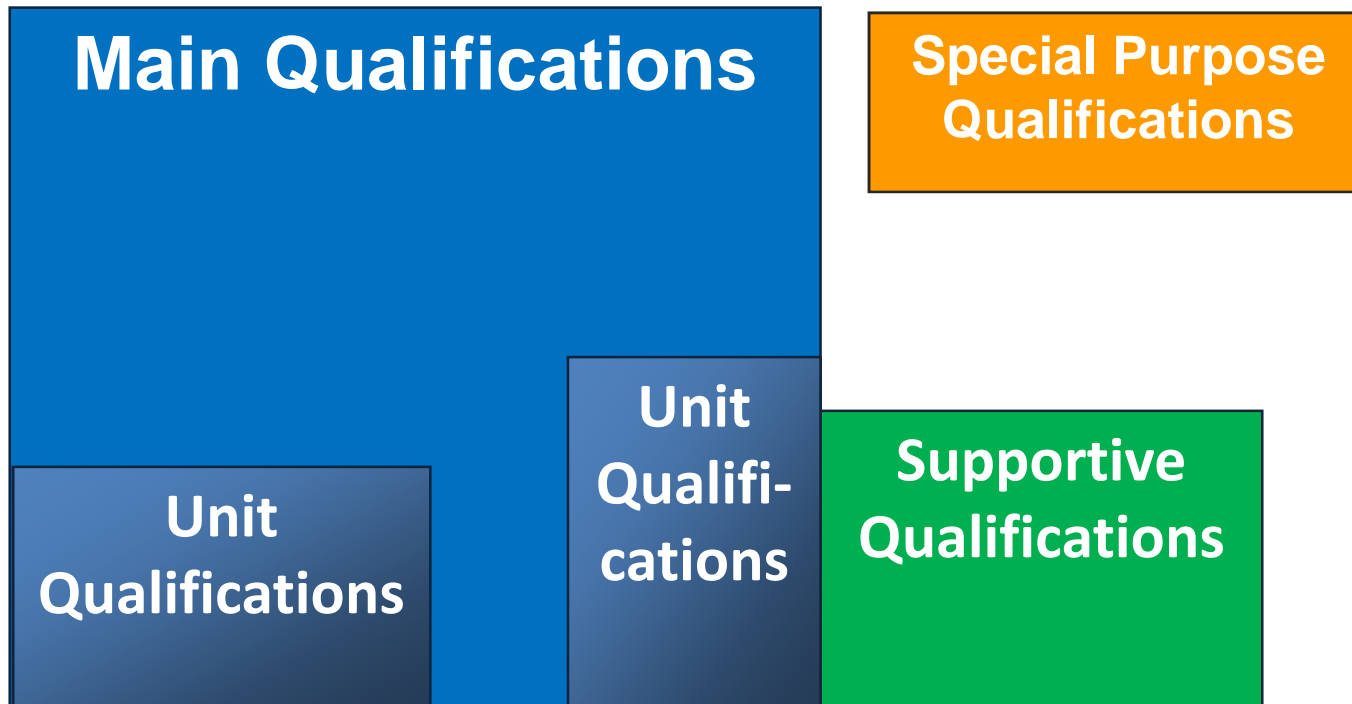 Main Qualifications
Special Purpose
Qualifications
Unit
Qualifications
Unit
Qualifi-
cations
Supportive
Qualifications